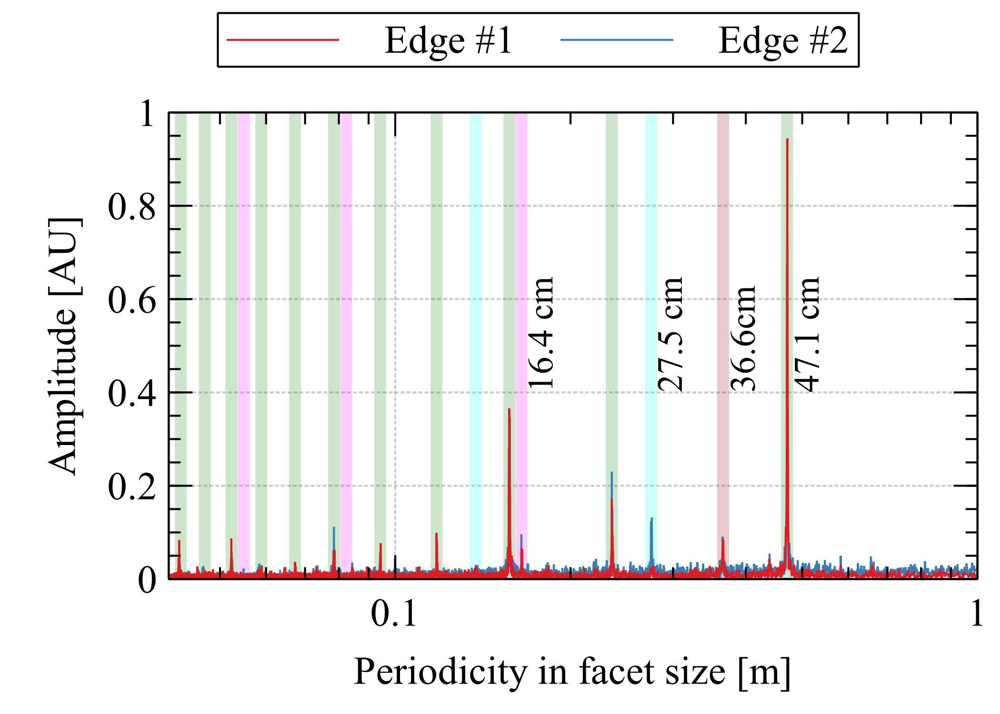 Edge #1 Edge #2
1
0.8
0.6
0.4
0.2
0
Amplitude [AU]
16.4 cm
27.5 cm
36.6cm
47.1 cm
0.1 1
Periodicity in facet size [m]